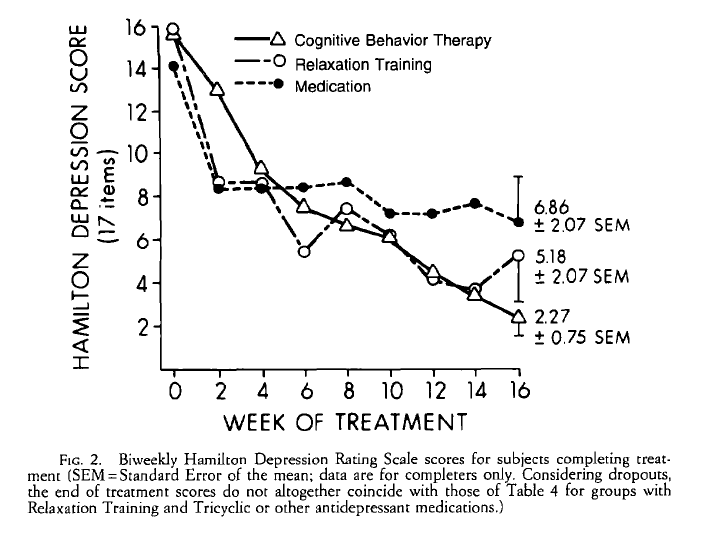 HAMILTON DEPRESSION SCORE
(17 items)
16
14
12
10
8
6
4
2
Cognitive Behavior Therapy
Relaxation Training
Medication
6.86
± 2.07 SEM
5.18
± 2.07 SEM
2.27
± 0.75 SEM
0 2 4 6 8 10 12 14 16
WEEK OF TREATMENT
FIG. 2. Biweekly Hamilton Depression Rating Scale scores for subjects completing treat-
ment (SEM=Standard Error of the mean; data are for completers only. Considering dropouts,
the end of treatment scores do not altogether coincide with those of Table 4 for groups with
Relaxation Training and Tricyclic or other antidepressant medications.)